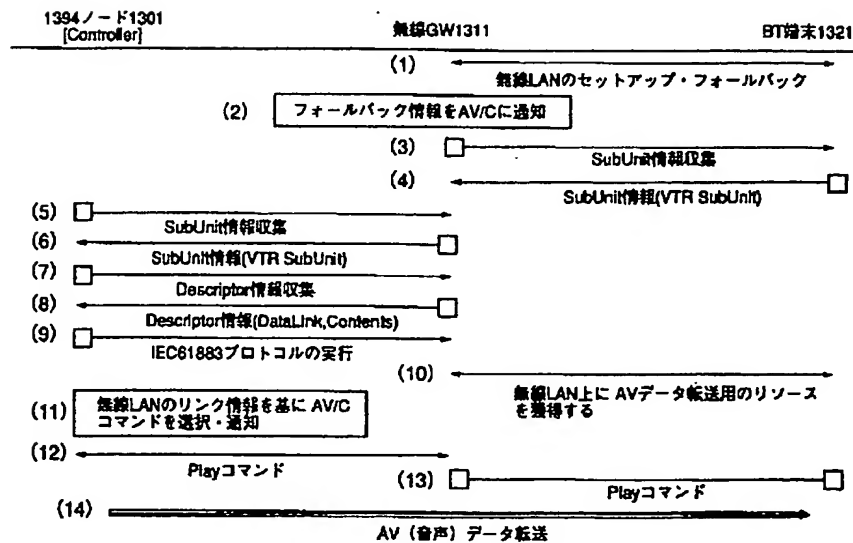 1394ノード1301
[Controller]
無線GW1311
BT端末1321
(1)
無線LANのセットアップ・フォールバック
(2)
フォールバック情報をAV/Cに通知
(3)
SubUnit情報収集
(4)
SubUnit情報(VTR SubUnit)
(5)
SubUnit情報収集
(6)
SubUnit情報(VTR SubUnit)
(7)
Descriptor情報収集
(8)
Descriptor情報(DataLink,Contents)
(9)
IEC61883プロトコルの実行
(10)
無線LAN上に AVデータ転送用のリソース
を獲得する
(11)
無線LANのリンク情報を基に AV/C
コマンドを選択・通知
(12)
Playコマンド
(13)
Playコマンド
(14)
AV（音声）データ転送